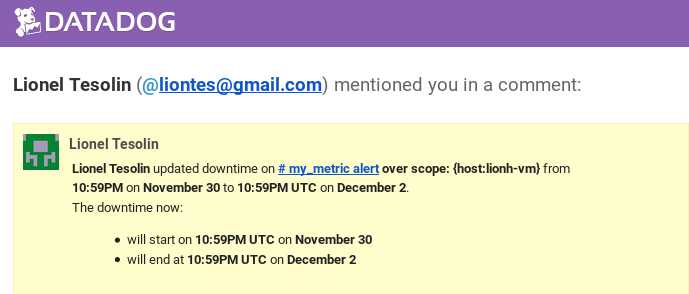 DATADOG
Lionel Tesolin (@liontes@gmail.com) mentioned you in a comment:
Lionel Tesolin
Lionel Tesolin updated downtime on # my_metric alert over scope: {host:lionh-vm} from
10:59PM on November 30 to 10:59PM UTC on December 2.
The downtime now:
• will start on 10:59PM UTC on November 30
• will end at 10:59PM UTC on December 2